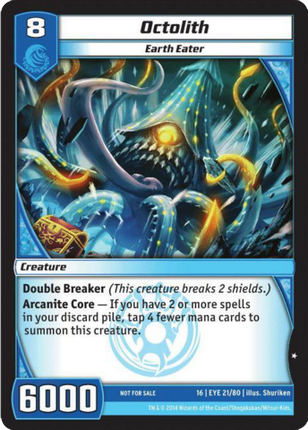 8
Octolith
Earth Eater
Creature
Double Breaker (This creature breaks 2 shields.)
Arcanite Core — If you have 2 or more spells
in your discard pile, tap 4 fewer mana cards to
summon this creature.
6000
NOT FOR SALE
16 | EYE 21/80 | illus. Shuriken
TM & © 2014 Wizards of the Coast/Shogakukan/Mitsui-Kids